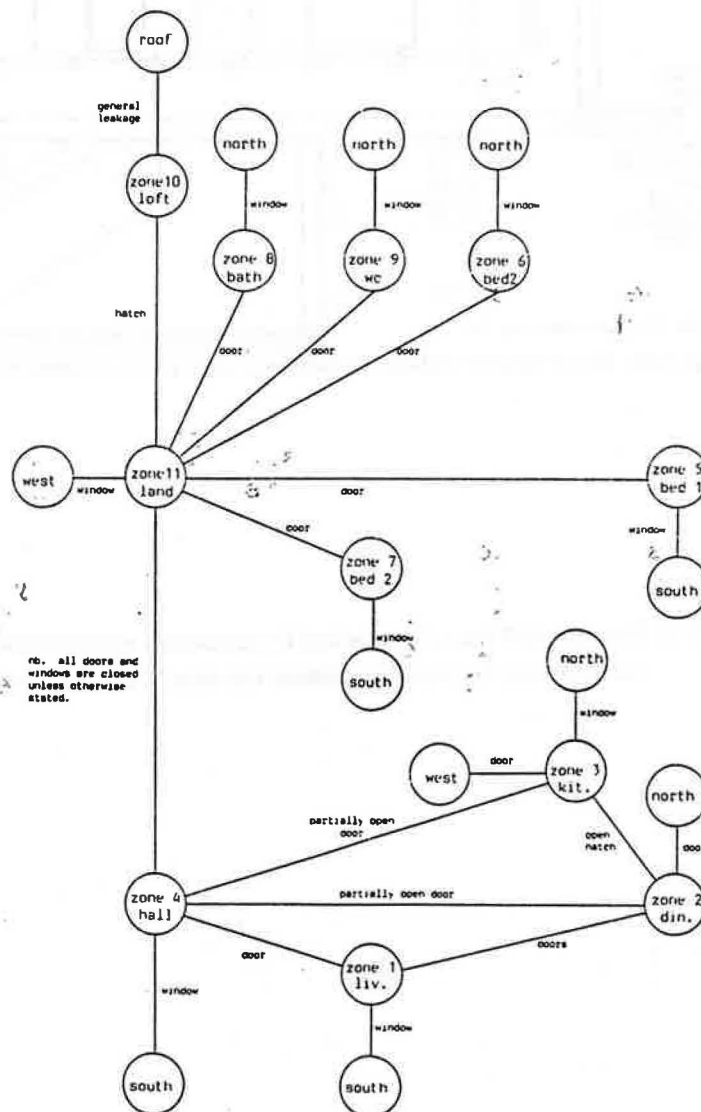 roof
general
leakage
zone10
loft
north
north
north
window
window
window
zone 8
bath
zone 9
wc
zone 6
bed2
hatch
door
door
door
west
window
zone11
land
door
zone 5
bed 1
door
zone 7
bed 2
window
south
window
south
nb. all doors and
windows are closed
unless otherwise
stated.
north
window
west
door
zone 3
kit.
north
partially open
door
open
hatch
door
zone 4
hall
partially open door
zone 2
din.
door
zone 1
liv.
doors
window
window
south
south